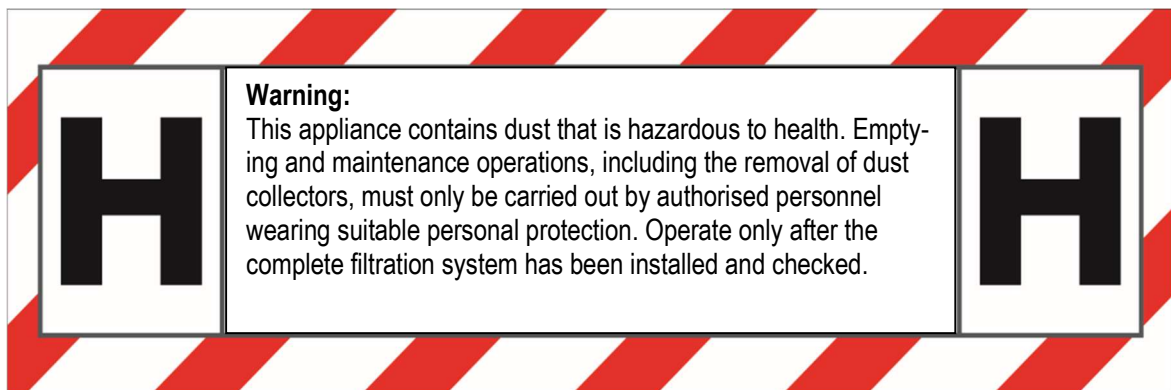 H
Warning:
This appliance contains dust that is hazardous to health. Empty-
ing and maintenance operations, including the removal of dust
collectors, must only be carried out by authorised personnel
wearing suitable personal protection. Operate only after the
complete filtration system has been installed and checked.
H